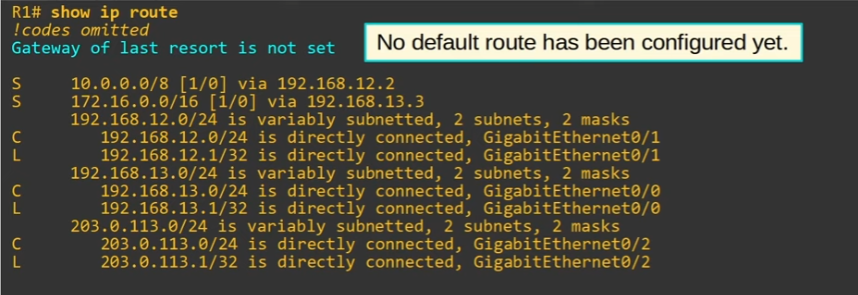 R1# show ip route
!codes omitted
Gateway of last resort is not set
No default route has been configured yet.
S 10.0.0.0/8 [1/0] via 192.168.12.2
S 172.16.0.0/16 [1/0] via 192.168.13.3
192.168.12.0/24 is variably subnetted, 2 subnets, 2 masks
C 192.168.12.0/24 is directly connected, GigabitEthernet0/1
L 192.168.12.1/32 is directly connected, GigabitEthernet0/1
192.168.13.0/24 is variably subnetted, 2 subnets, 2 masks
C 192.168.13.0/24 is directly connected, GigabitEthernet0/0
L 192.168.13.1/32 is directly connected, GigabitEthernet0/0
203.0.113.0/24 is variably subnetted, 2 subnets, 2 masks
C 203.0.113.0/24 is directly connected, GigabitEthernet0/2
L 203.0.113.1/32 is directly connected, GigabitEthernet0/2